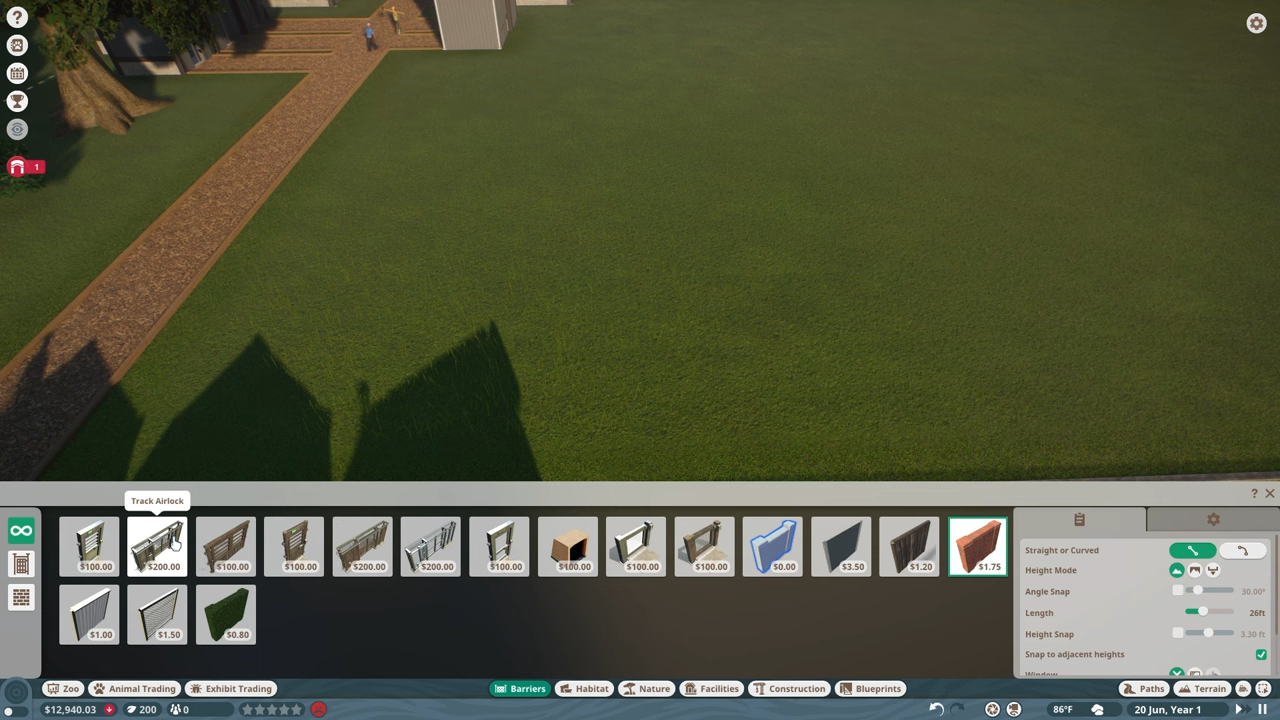 ?
1
? ×
Track Airlock
$100.00 $200.00 $100.00 $100.00 $200.00 $200.00 $100.00 $100.00 $100.00 $100.00 $0.00 $3.50 $1.20 $1.75
$1.00 $1.50 $0.80
Straight or Curved
Height Mode
Angle Snap 30.00°
Length 26ft
Height Snap 3.30 ft
Snap to adjacent heights
Window
Zoo Animal Trading Exhibit Trading Barriers Habitat Nature Facilities Construction Blueprints Paths Terrain
$12,940.03 200 0 86°F 20 Jun, Year 1